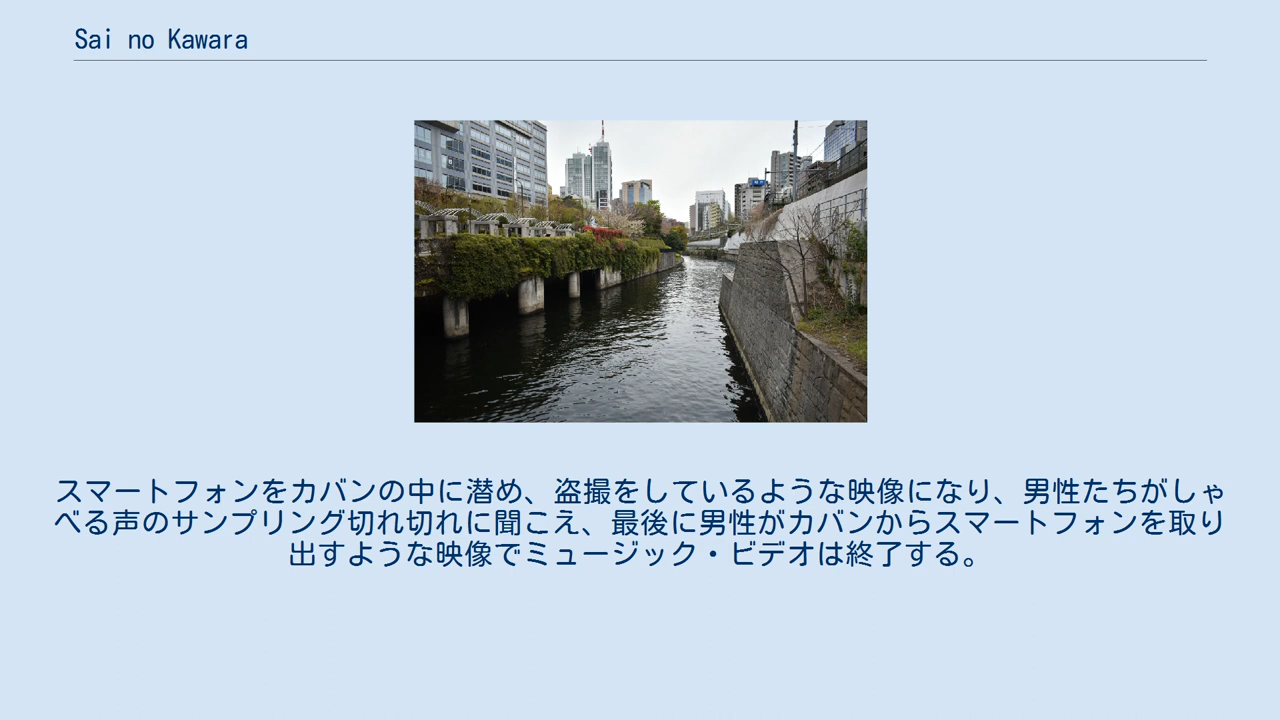 Sai no Kawara
スマートフォンをカバンの中に潜め、盗撮をしているような映像になり、男性たちがしゃ
べる声のサンプリング切れ切れに聞こえ、最後に男性がカバンからスマートフォンを取り
出すような映像でミュージック・ビデオは終了する。